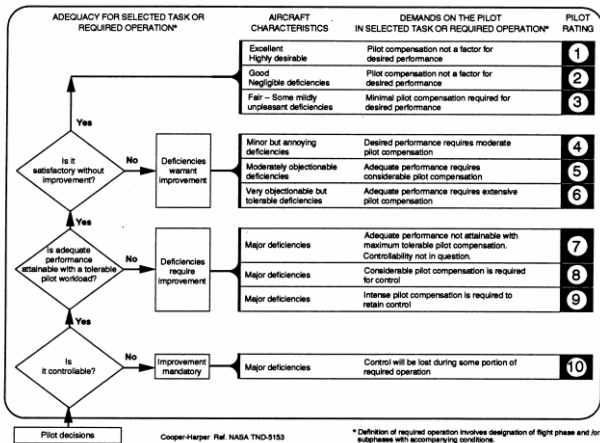 ADEQUACY FOR SELECTED TASK OR
REQUIRED OPERATION*
AIRCRAFT
CHARACTERISTICS
DEMANDS ON THE PILOT
IN SELECTED TASK OR REQUIRED OPERATION*
PILOT
RATING
Excellent
Highly desirable
Pilot compensation not a factor for
desired performance
1
Good
Negligible deficiencies
Pilot compensation not a factor for
desired performance
2
Fair – Some mildly
unpleasant deficiencies
Minimal pilot compensation required for
desired performance
3
Yes
Is it
satisfactory without
improvement?
No
Deficiencies
warrant
improvement
Minor but annoying
deficiencies
Desired performance requires moderate
pilot compensation
4
Moderately objectionable
deficiencies
Adequate performance requires
considerable pilot compensation
5
Very objectionable but
tolerable deficiencies
Adequate performance requires extensive
pilot compensation
6
Yes
Is adequate
performance
attainable with a tolerable
pilot workload?
No
Deficiencies
require
improvement
Major deficiencies
Adequate performance not attainable with
maximum tolerable pilot compensation.
Controllability not in question.
7
Major deficiencies
Considerable pilot compensation is required
for control
8
Major deficiencies
Intense pilot compensation is required to
retain control
9
Yes
Is
it controllable?
No
Improvement
mandatory
Major deficiencies
Control will be lost during some portion of
required operation
10
Pilot decisions
Cooper-Harper Ref. NASA TND-5153
* Definition of required operation involves designation of flight phase and /or
subphases with accompanying conditions.